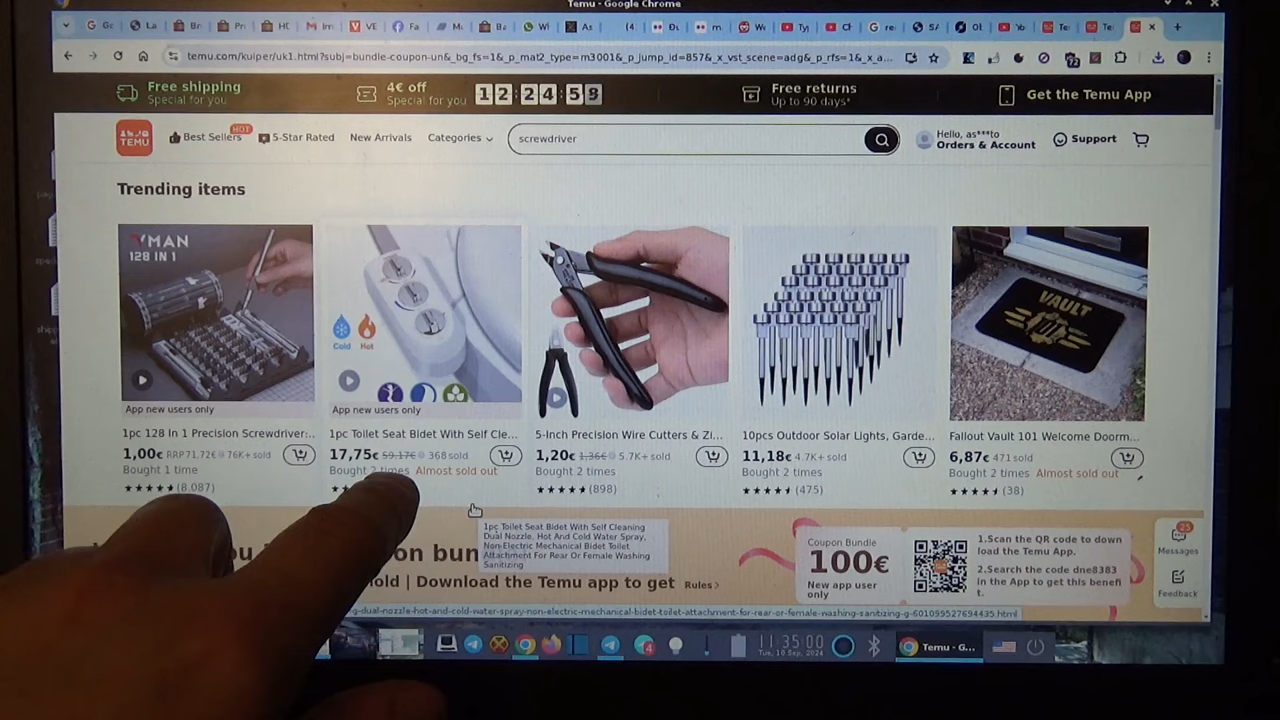 Temu - Google Chrome
temu.com/kuiper/uk1.html?subj=bundle-coupon-un&_bg_fs=1&_p_mat2_type=m3001&_p_jump_id=857&_x_vst_scene=adg&_p_rfs=1&_x_a...
Free shipping
Special for you
4€ off
Special for you
12:24:58
Free returns
Up to 90 days*
Get the Temu App
TEMU
Best Sellers
HOT
5-Star Rated
New Arrivals
Categories
screwdriver
Hello, as***to
Orders & Account
Support
Trending items
128 IN 1
App new users only
1pc 128 In 1 Precision Screwdriver:..
1,00€ RRP71.72€ 76K+ sold
Bought 1 time
(8.087)
Cold
Hot
App new users only
1pc Toilet Seat Bidet With Self Cle...
17,75€ 59.17€ 368 sold
Bought 2 times Almost sold out
5-Inch Precision Wire Cutters & Zi...
1,20€ 1.36€ 5.7K+ sold
Bought 2 times
(898)
10pcs Outdoor Solar Lights, Garde...
11,18€ 4.7K+ sold
Bought 2 times
(475)
VAULT
Fallout Vault 101 Welcome Doorm...
6,87€ 471 sold
Bought 2 times Almost sold out
(38)
1pc Toilet Seat Bidet With Self Cleaning
Dual Nozzle, Hot And Cold Water Spray,
Non-Electric Mechanical Bidet Toilet
Attachment For Rear Or Female Washing
Sanitizing
Download the Temu app to get
Rules
Coupon Bundle
100€
New app user
only
1.Scan the QR code to down
load the Temu App.
2.Search the code dne8383
in the App to get this benefi
t.
25
Messages
Feedback
g-dual-nozzle-hot-and-cold-water-spray-non-electric-mechanical-bidet-toilet-attachment-for-rear-or-female-washing-sanitizing-g-601099527694435.html
4
11:35:00
Tue, 10 Sep, 2024
Temu - G...